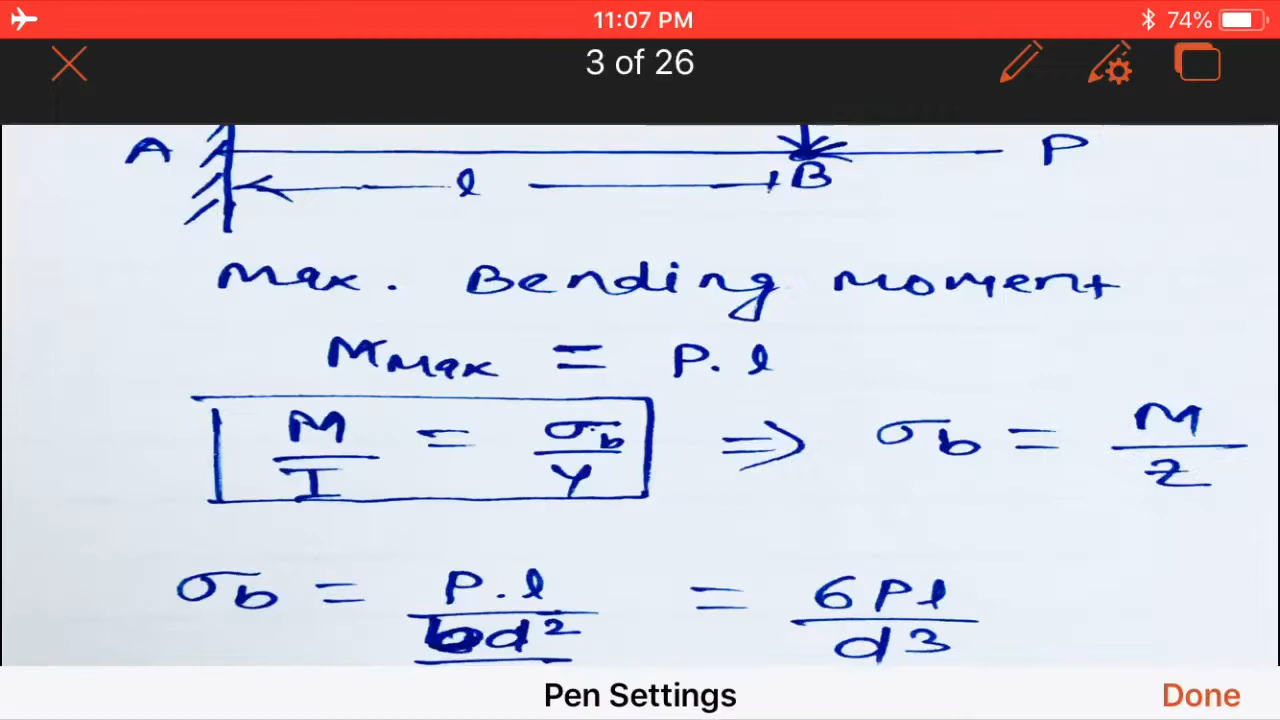 11:07 PM
74%
3 of 26
A P
l B
Max. Bending Moment
MMax = P.l
M/I = σb/Y ⇒ σb = M/Z
σb = P.l/bd² = 6Pl/d3
Pen Settings Done